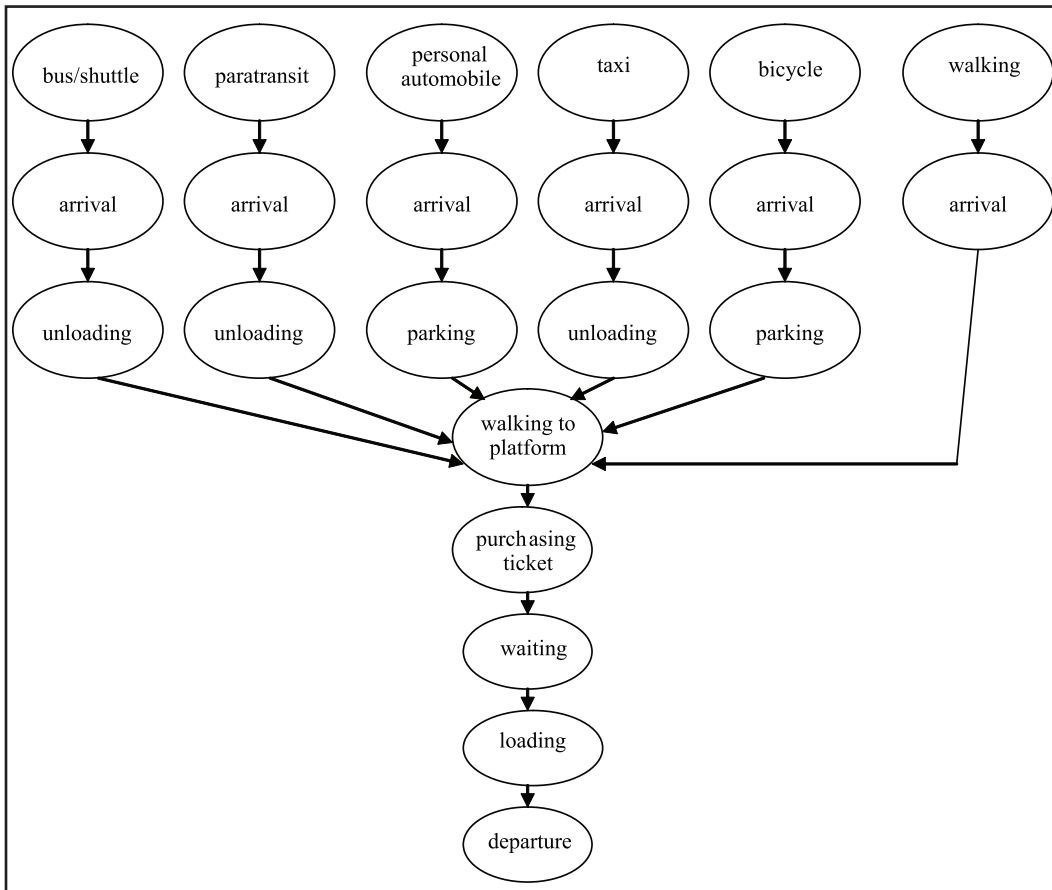 bus/shuttle
paratransit
personal
automobile
taxi
bicycle
walking
arrival
arrival
arrival
arrival
arrival
arrival
unloading
unloading
parking
unloading
parking
walking to
platform
purchasing
ticket
waiting
loading
departure